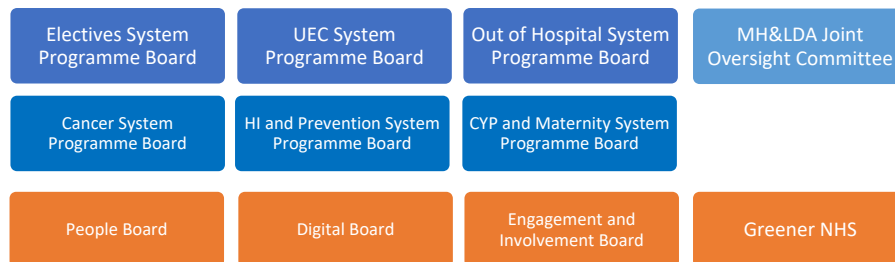 Electives System
Programme Board
UEC System
Programme Board
Out of Hospital System
Programme Board
MH&LDA Joint
Oversight Committee
Cancer System
Programme Board
HI and Prevention System
Programme Board
CYP and Maternity System
Programme Board
People Board
Digital Board
Engagement and
Involvement Board
Greener NHS